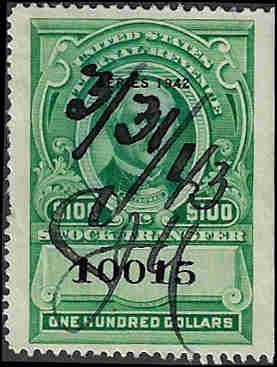 UNITED STATES
INTERNAL REVENUE
SERIES 1942
3/31/43
$100 $100
STOCK TRANSFER
10015
ONE HUNDRED DOLLARS